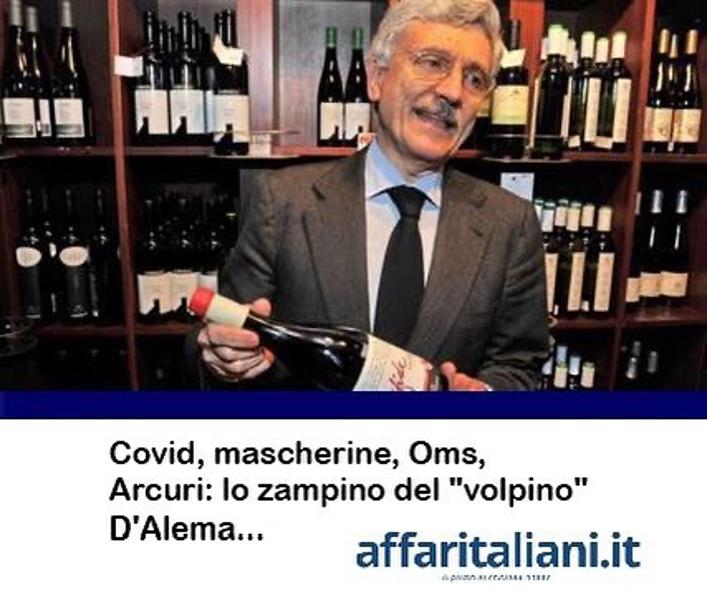 Covid, mascherine, Oms,
Arcuri: lo zampino del "volpino"
D'Alema...
affaritaliani.it